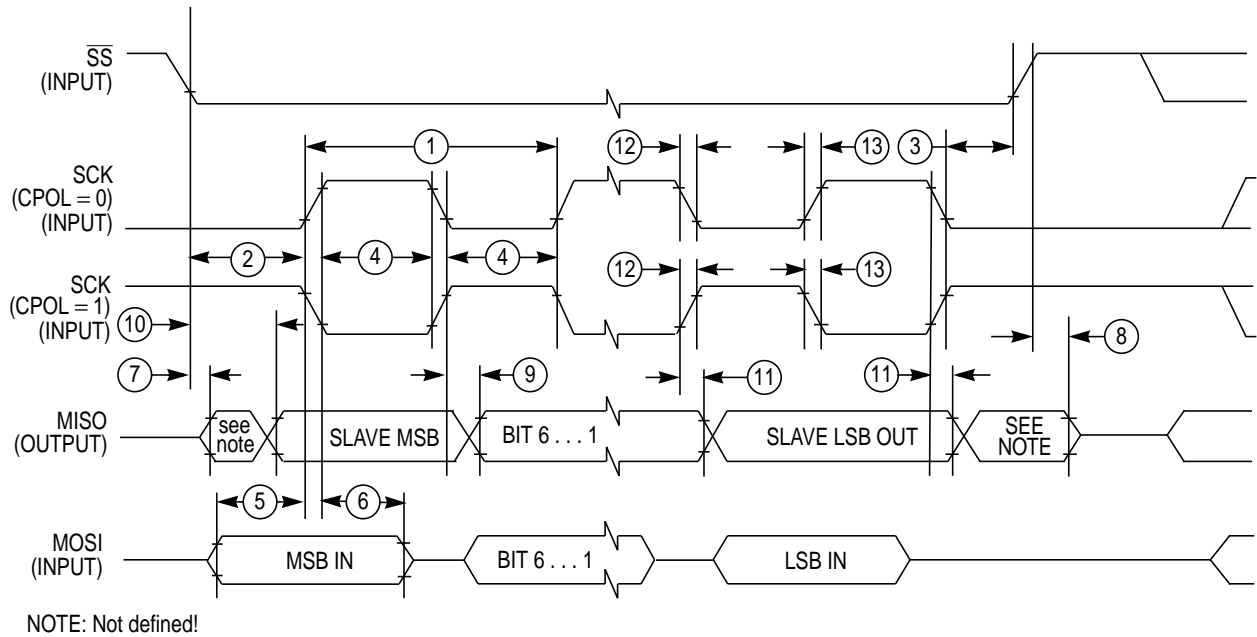 SS
(INPUT)
1
12
13
3
SCK
(CPOL = 0)
(INPUT)
2
4
4
12
13
SCK
(CPOL = 1)
(INPUT)
10
8
7
9
11
11
MISO
(OUTPUT)
see
note
SLAVE MSB
BIT 6 . . . 1
SLAVE LSB OUT
SEE
NOTE
5
6
MOSI
(INPUT)
MSB IN
BIT 6 . . . 1
LSB IN
NOTE: Not defined!